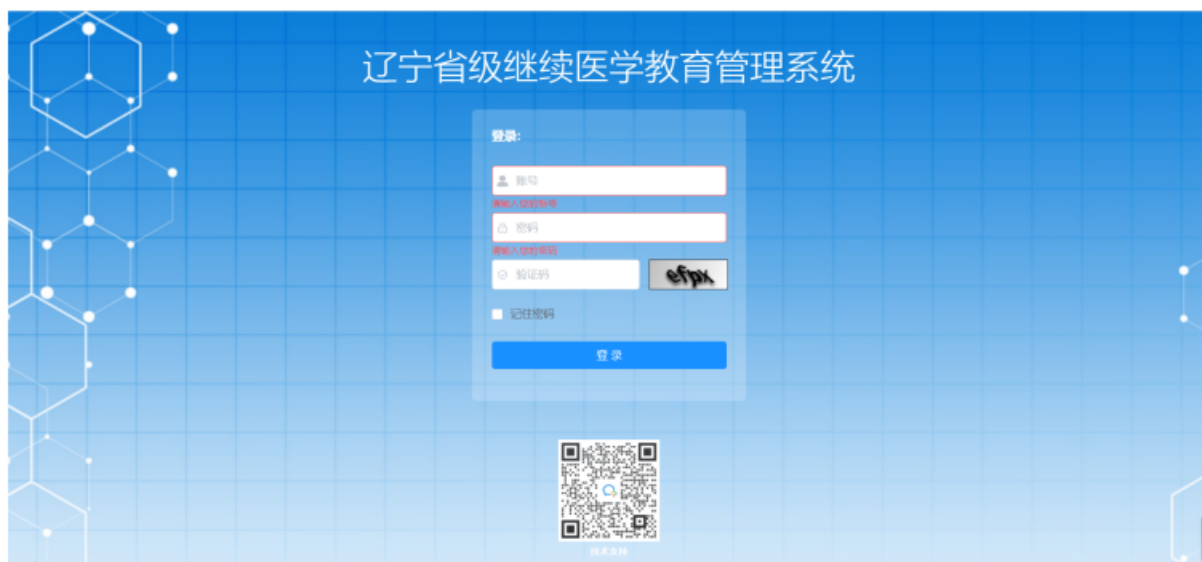 辽宁省级继续医学教育管理系统
登录:
账号
请输入您的账号
密码
请输入您的密码
验证码
efpx
记住密码
登 录
技术支持